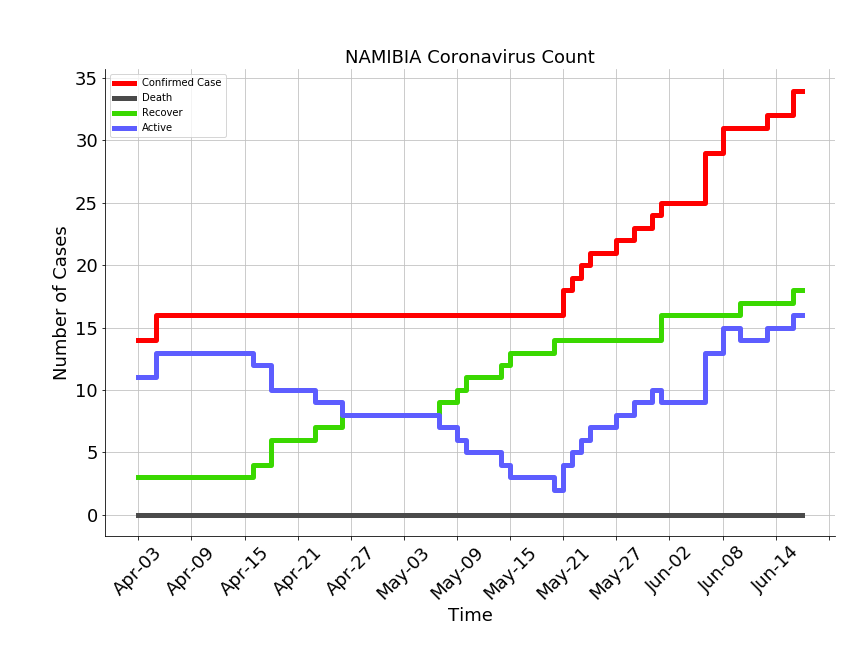 NAMIBIA Coronavirus Count
Confirmed Case
Death
Recover
Active
Number of Cases
35
30
25
20
15
10
5
0
Apr-03
Apr-09
Apr-15
Apr-21
Apr-27
May-03
May-09
May-15
May-21
May-27
Jun-02
Jun-08
Jun-14
Time